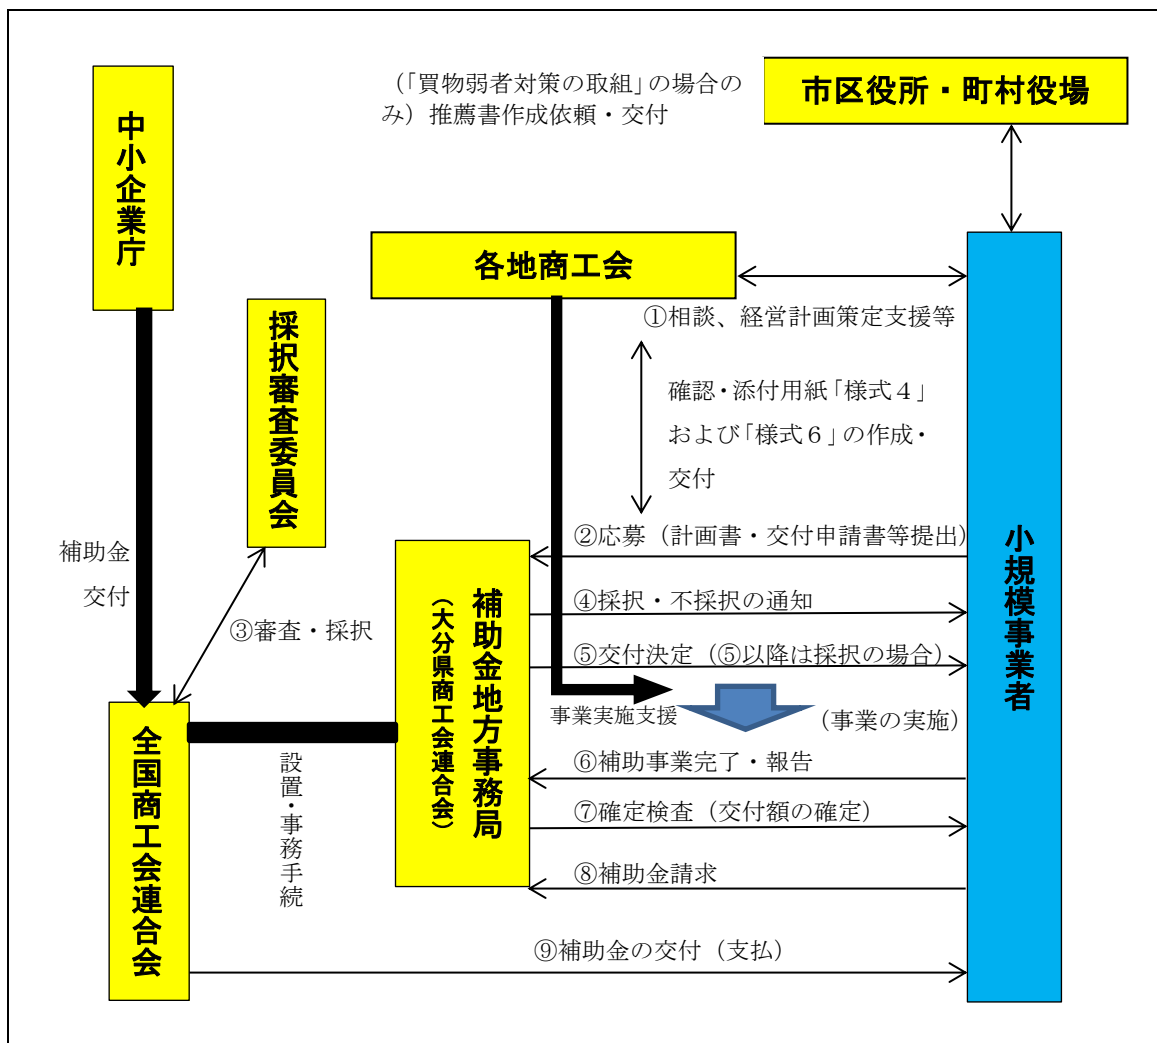 （「買物弱者対策の取組」の場合の
み）推薦書作成依頼・交付
市区役所・町村役場
中小企業庁
各地商工会
①相談、経営計画策定支援等
採択審査委員会
確認・添付用紙「様式４」
および「様式６」の作成・
交付
小規模事業者
②応募（計画書・交付申請書等提出）
補助金
交付
③審査・採択
補助金地方事務局
（大分県商工会連合会）
④採択・不採択の通知
⑤交付決定（⑤以降は採択の場合）
事業実施支援
（事業の実施）
全国商工会連合会
設置・事務手続
⑥補助事業完了・報告
⑦確定検査（交付額の確定）
⑧補助金請求
⑨補助金の交付（支払）